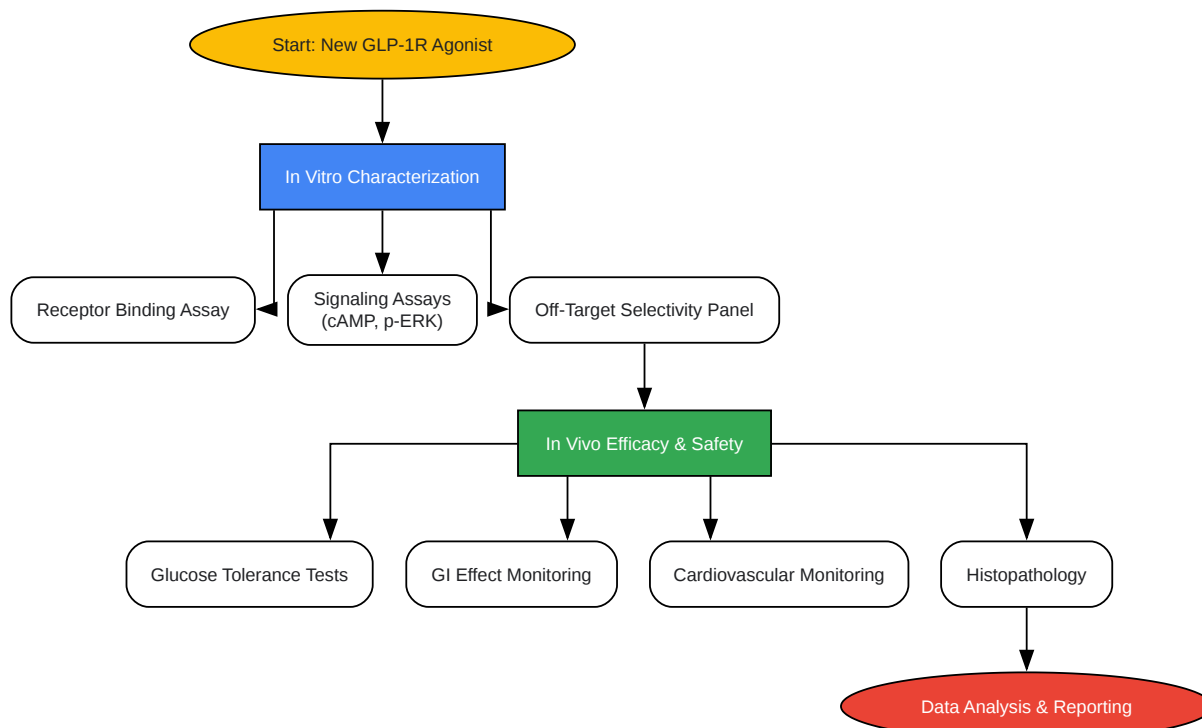 Start: New GLP-1R Agonist
In Vitro Characterization
Receptor Binding Assay
Signaling Assays
(cAMP, p-ERK)
Off-Target Selectivity Panel
In Vivo Efficacy & Safety
Glucose Tolerance Tests
GI Effect Monitoring
Cardiovascular Monitoring
Histopathology
Data Analysis & Reporting